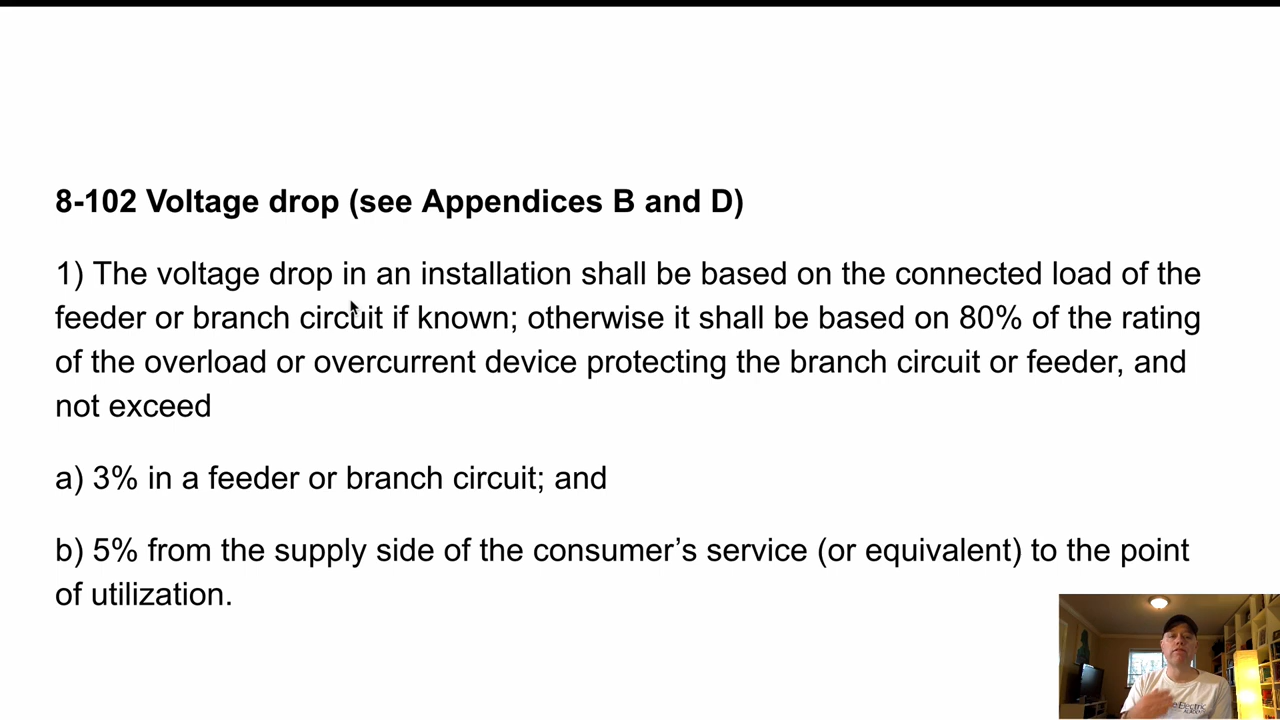 8-102 Voltage drop (see Appendices B and D)
1) The voltage drop in an installation shall be based on the connected load of the
feeder or branch circuit if known; otherwise it shall be based on 80% of the rating
of the overload or overcurrent device protecting the branch circuit or feeder, and
not exceed
a) 3% in a feeder or branch circuit; and
b) 5% from the supply side of the consumer’s service (or equivalent) to the point
of utilization.
Electric